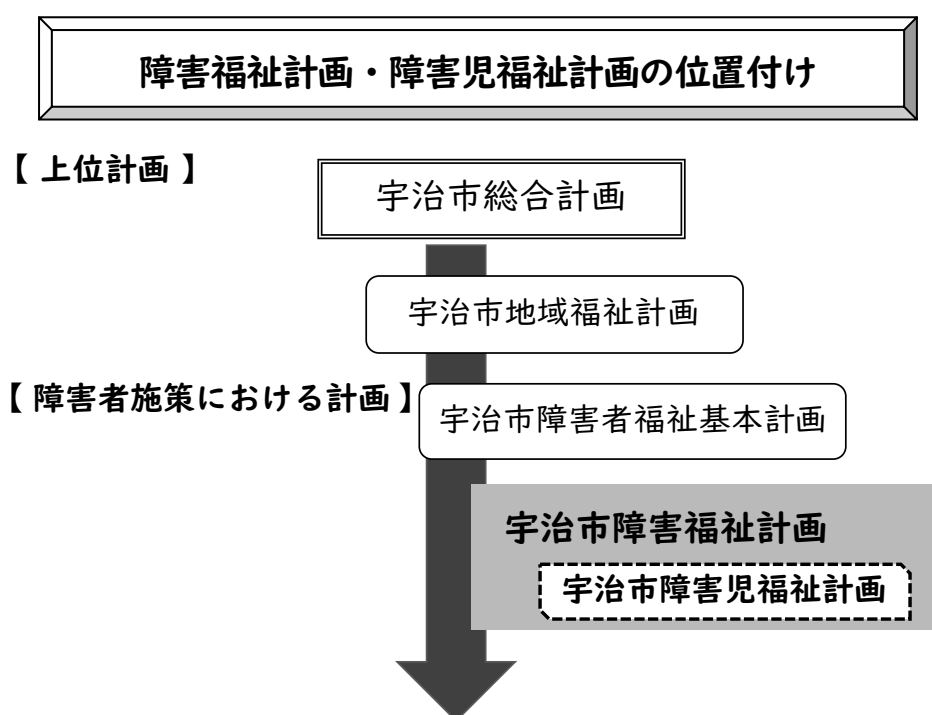 障害福祉計画・障害児福祉計画の位置付け
【 上位計画 】
宇治市総合計画
宇治市地域福祉計画
【 障害者施策における計画 】
宇治市障害者福祉基本計画
宇治市障害福祉計画
宇治市障害児福祉計画